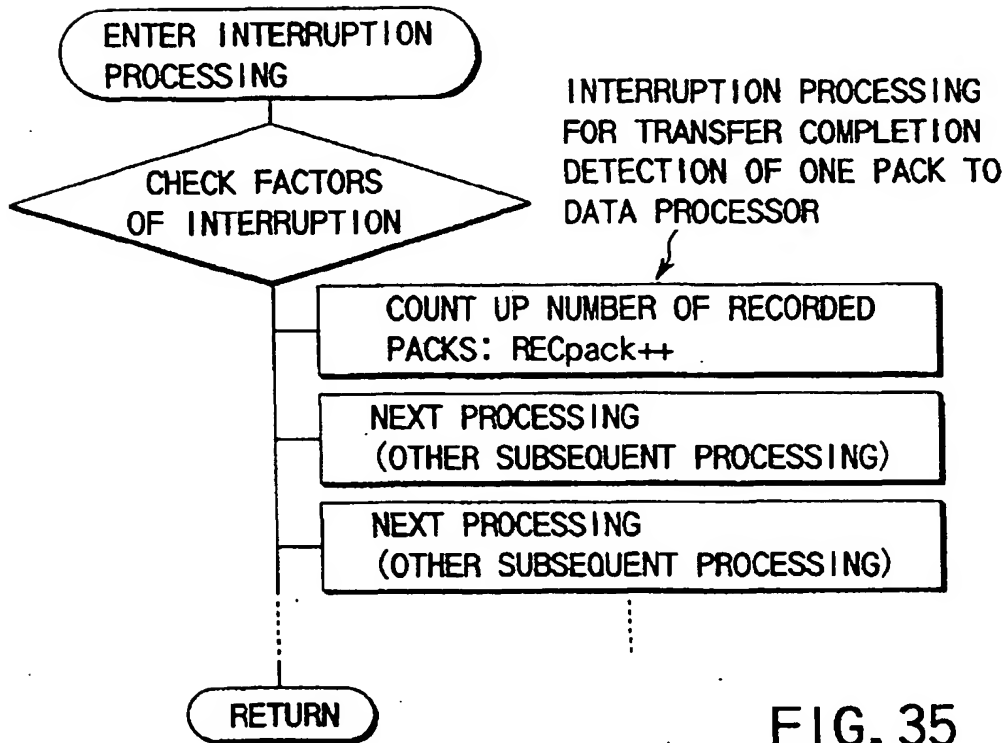 ENTER INTERRUPTION
PROCESSING
CHECK FACTORS
OF INTERRUPTION
INTERRUPTION PROCESSING
FOR TRANSFER COMPLETION
DETECTION OF ONE PACK TO
DATA PROCESSOR
COUNT UP NUMBER OF RECORDED
PACKS: RECpack++
NEXT PROCESSING
(OTHER SUBSEQUENT PROCESSING)
NEXT PROCESSING
(OTHER SUBSEQUENT PROCESSING)
RETURN
FIG. 35